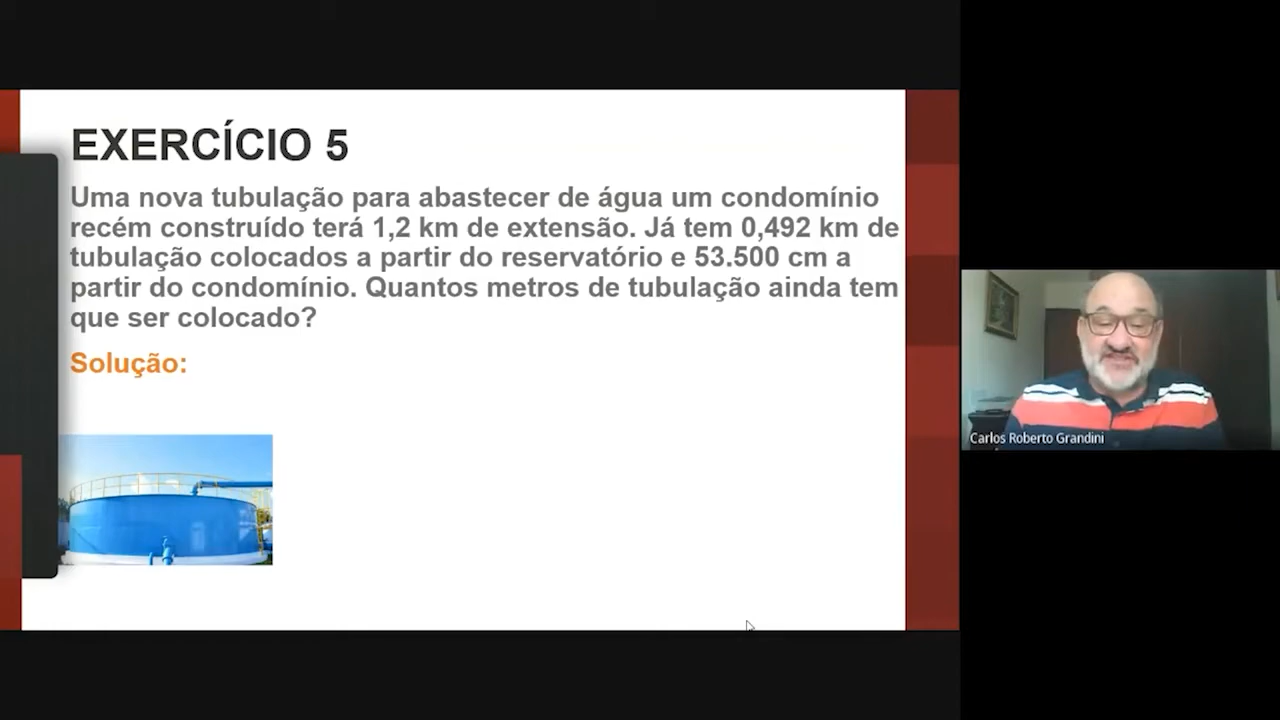 EXERCÍCIO 5
Uma nova tubulação para abastecer de água um condomínio
recém construído terá 1,2 km de extensão. Já tem 0,492 km de
tubulação colocados a partir do reservatório e 53.500 cm a
partir do condomínio. Quantos metros de tubulação ainda tem
que ser colocado?
Solução:
Carlos Roberto Grandini